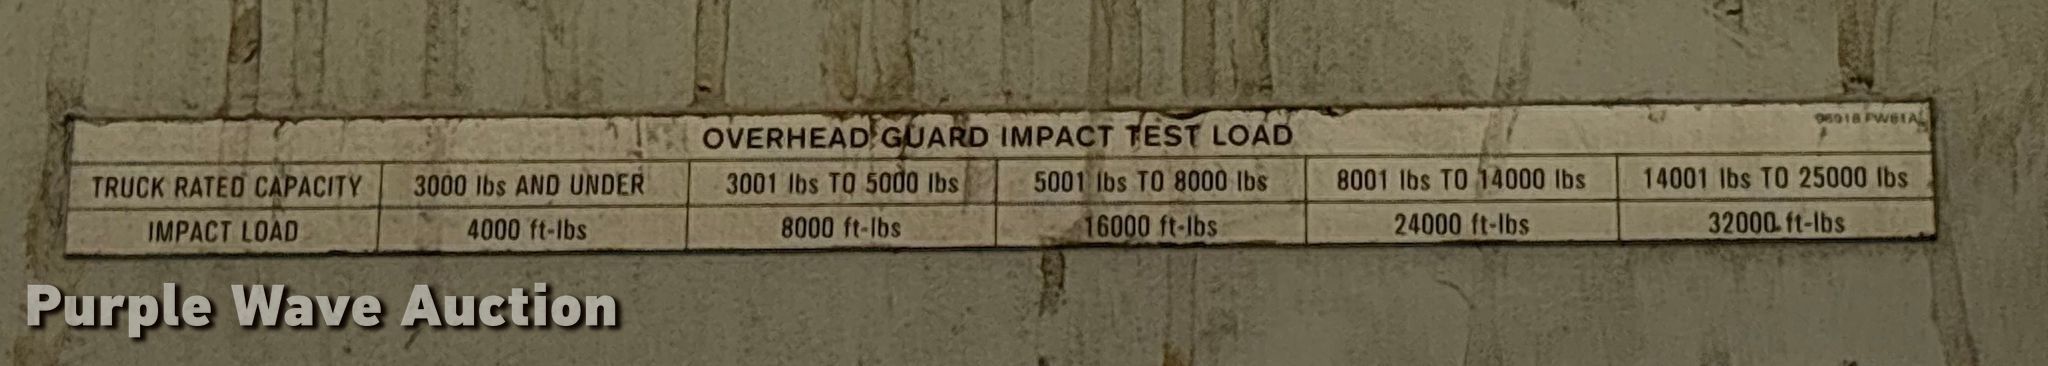 OVERHEAD GUARD IMPACT TEST LOAD
TRUCK RATED CAPACITY 3000 lbs AND UNDER 3001 lbs TO 5000 lbs 5001 lbs TO 8000 lbs 8001 lbs TO 14000 lbs 14001 lbs TO 25000 lbs
IMPACT LOAD 4000 ft-lbs 8000 ft-lbs 16000 ft-lbs 24000 ft-lbs 32000 ft-lbs
Purple Wave Auction